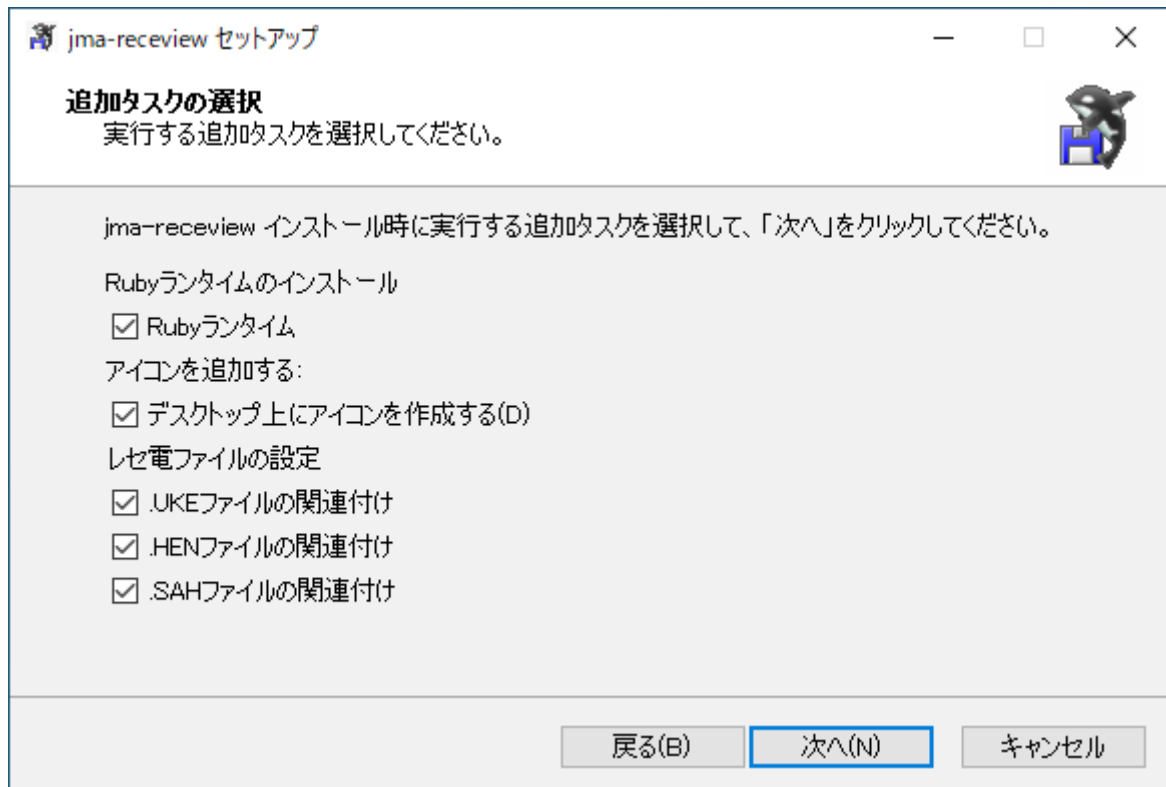 jma-receview セットアップ
追加タスクの選択
実行する追加タスクを選択してください。
jma-receview インストール時に実行する追加タスクを選択して、「次へ」をクリックしてください。
Rubyランタイムのインストール
Rubyランタイム
アイコンを追加する:
デスクトップ上にアイコンを作成する(D)
レセ電ファイルの設定
.UKEファイルの関連付け
.HENファイルの関連付け
.SAHファイルの関連付け
戻る(B) 次へ(N) キャンセル